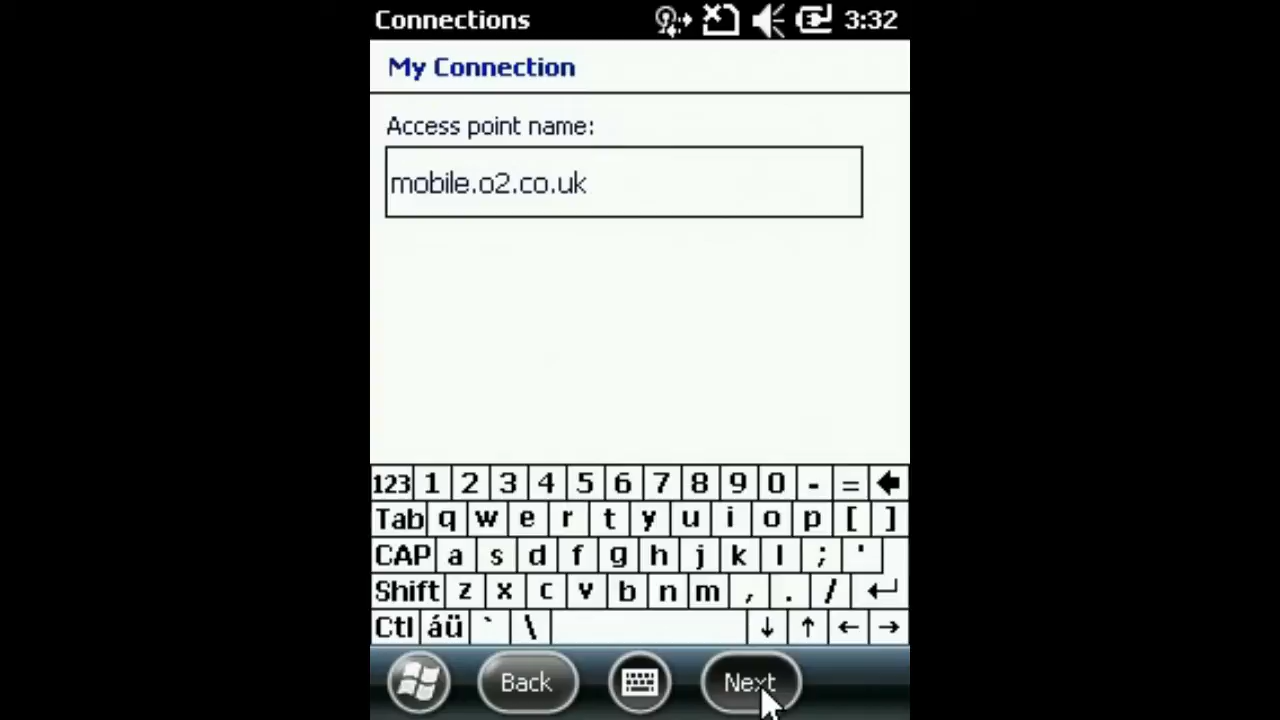 Connections 3:32
My Connection
Access point name:
mobile.o2.co.uk
123 1 2 3 4 5 6 7 8 9 0 - =
Tab q w e r t y u i o p [ ]
CAP a s d f g h j k l ; '
Shift z x c v b n m , . /
Ctl áü ` \ ↓ ↑ ← →
Back Next